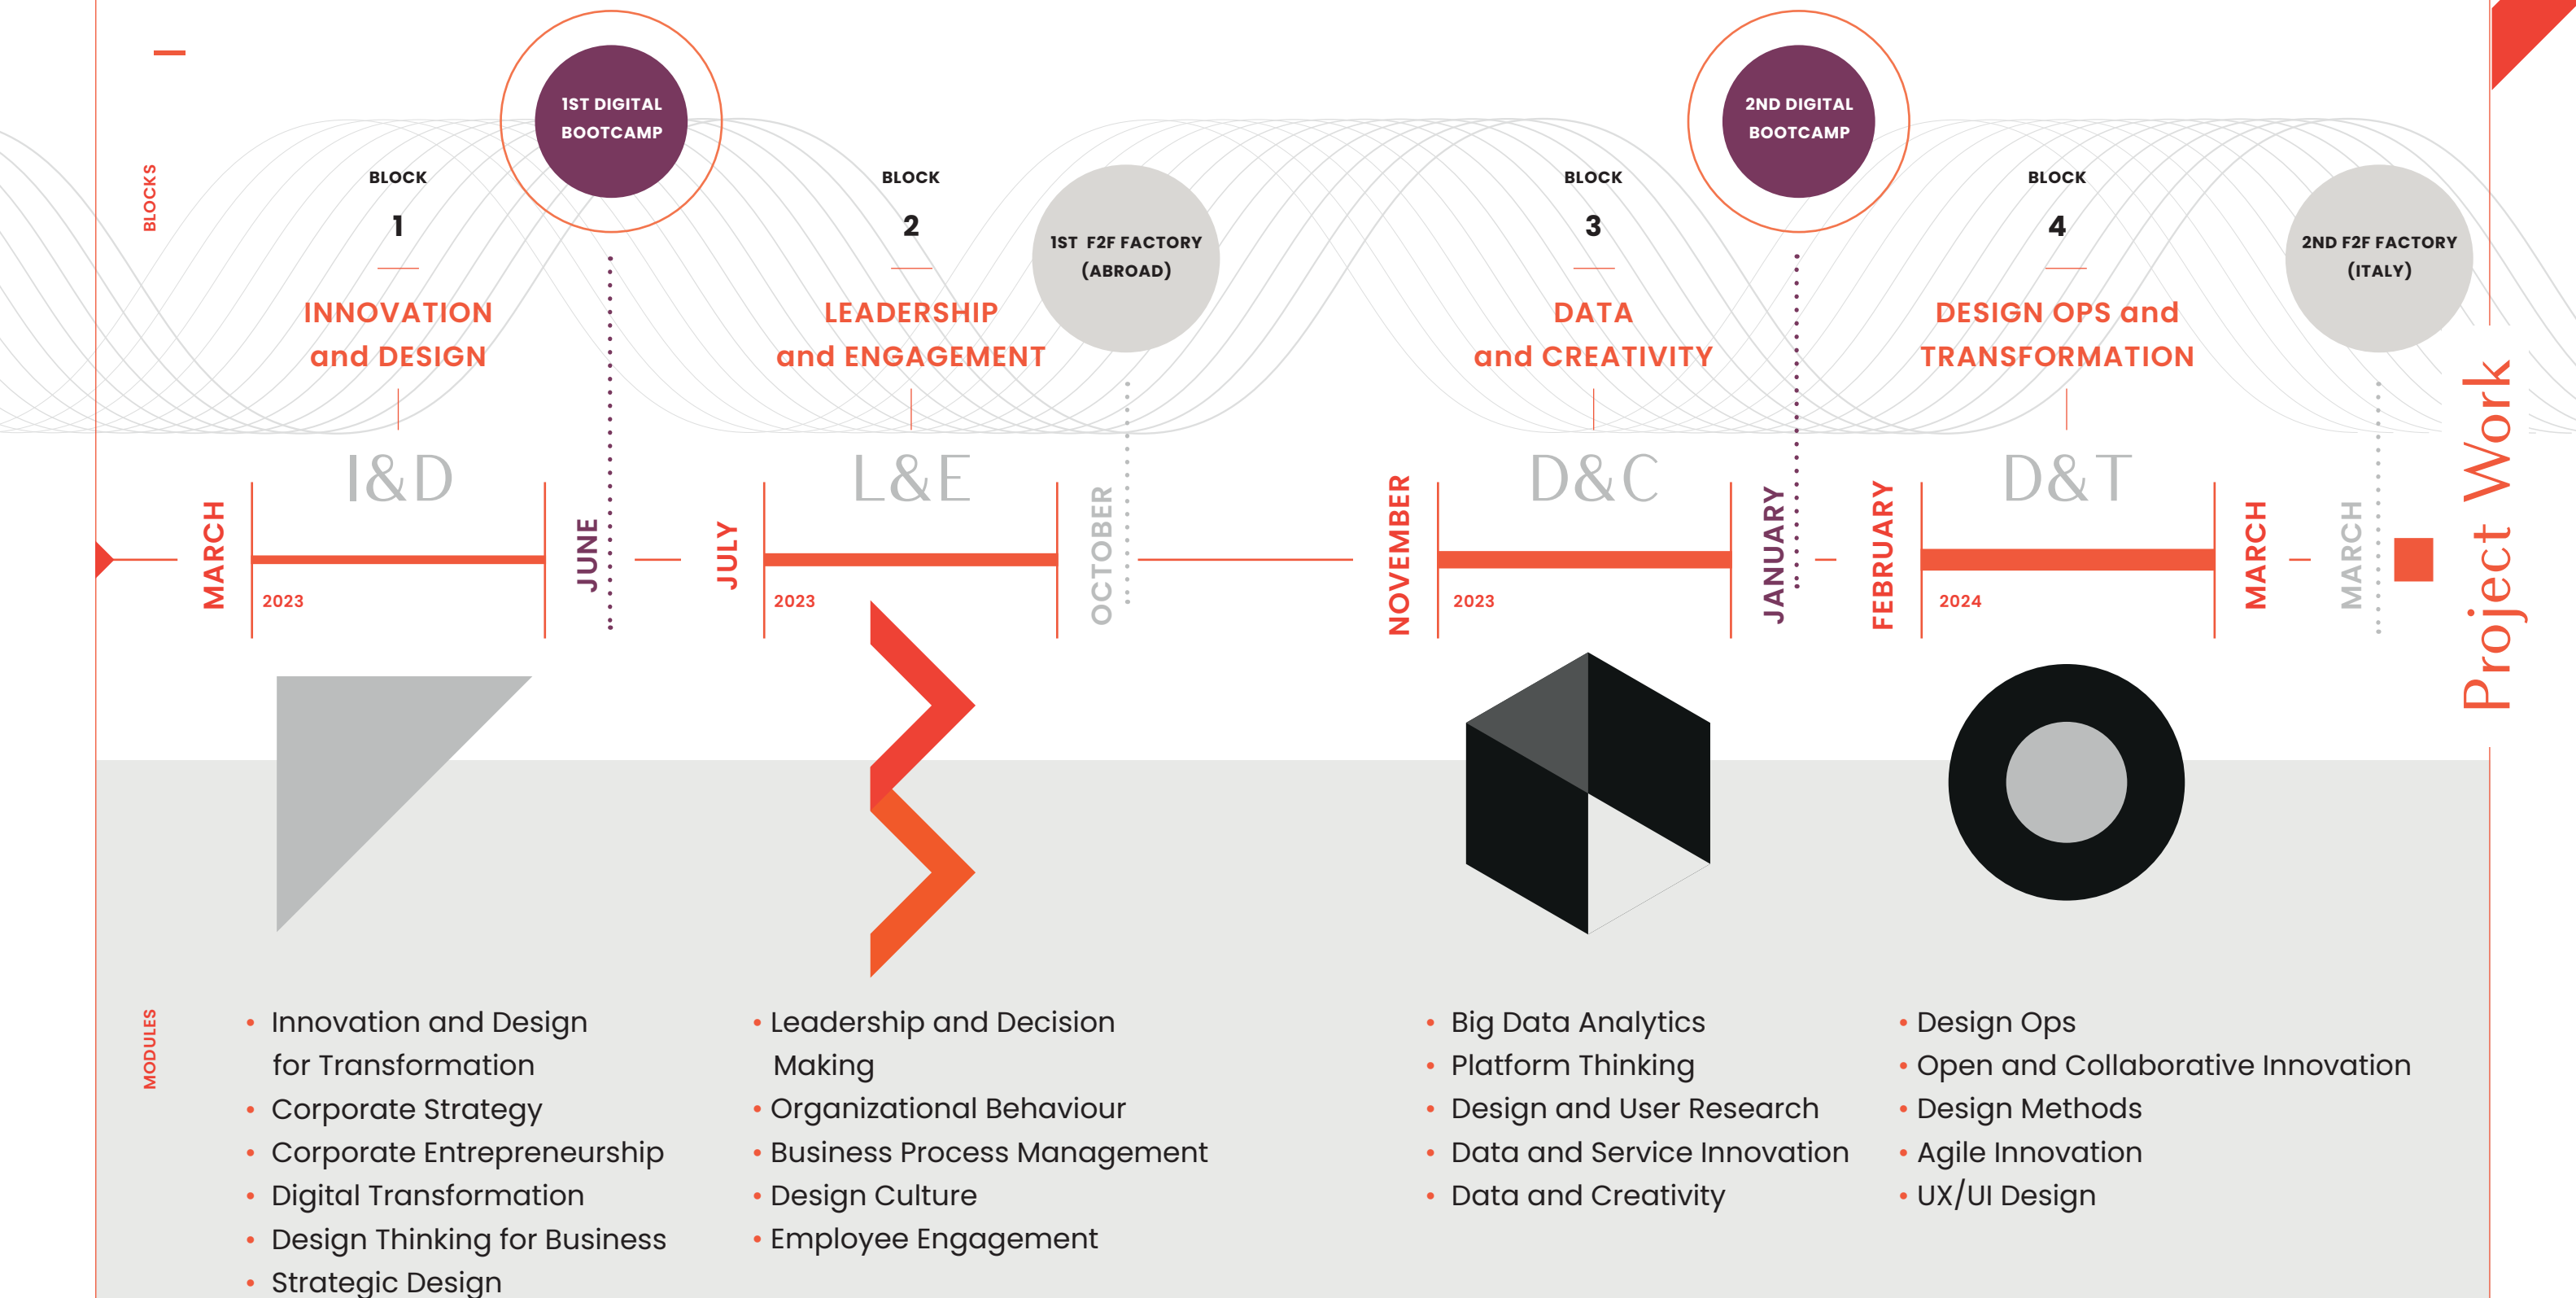 1ST DIGITAL
BOOTCAMP
2ND DIGITAL
BOOTCAMP
BLOCKS
BLOCK
1
INNOVATION
and DESIGN
BLOCK
2
LEADERSHIP
and ENGAGEMENT
1ST F2F FACTORY
(ABROAD)
BLOCK
3
DATA
and CREATIVITY
BLOCK
4
DESIGN OPS and
TRANSFORMATION
2ND F2F FACTORY
(ITALY)
I&D
L&E
D&C
D&T
MARCH
2023
JUNE
JULY
2023
OCTOBER
NOVEMBER
2023
JANUARY
FEBRUARY
2024
MARCH
MARCH
Project Work
MODULES
• Innovation and Design
for Transformation
• Corporate Strategy
• Corporate Entrepreneurship
• Digital Transformation
• Design Thinking for Business
• Strategic Design
• Leadership and Decision
Making
• Organizational Behaviour
• Business Process Management
• Design Culture
• Employee Engagement
• Big Data Analytics
• Platform Thinking
• Design and User Research
• Data and Service Innovation
• Data and Creativity
• Design Ops
• Open and Collaborative Innovation
• Design Methods
• Agile Innovation
• UX/UI Design